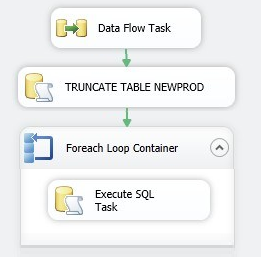 Data Flow Task
TRUNCATE TABLE NEWPROD
Foreach Loop Container
Execute SQL
Task